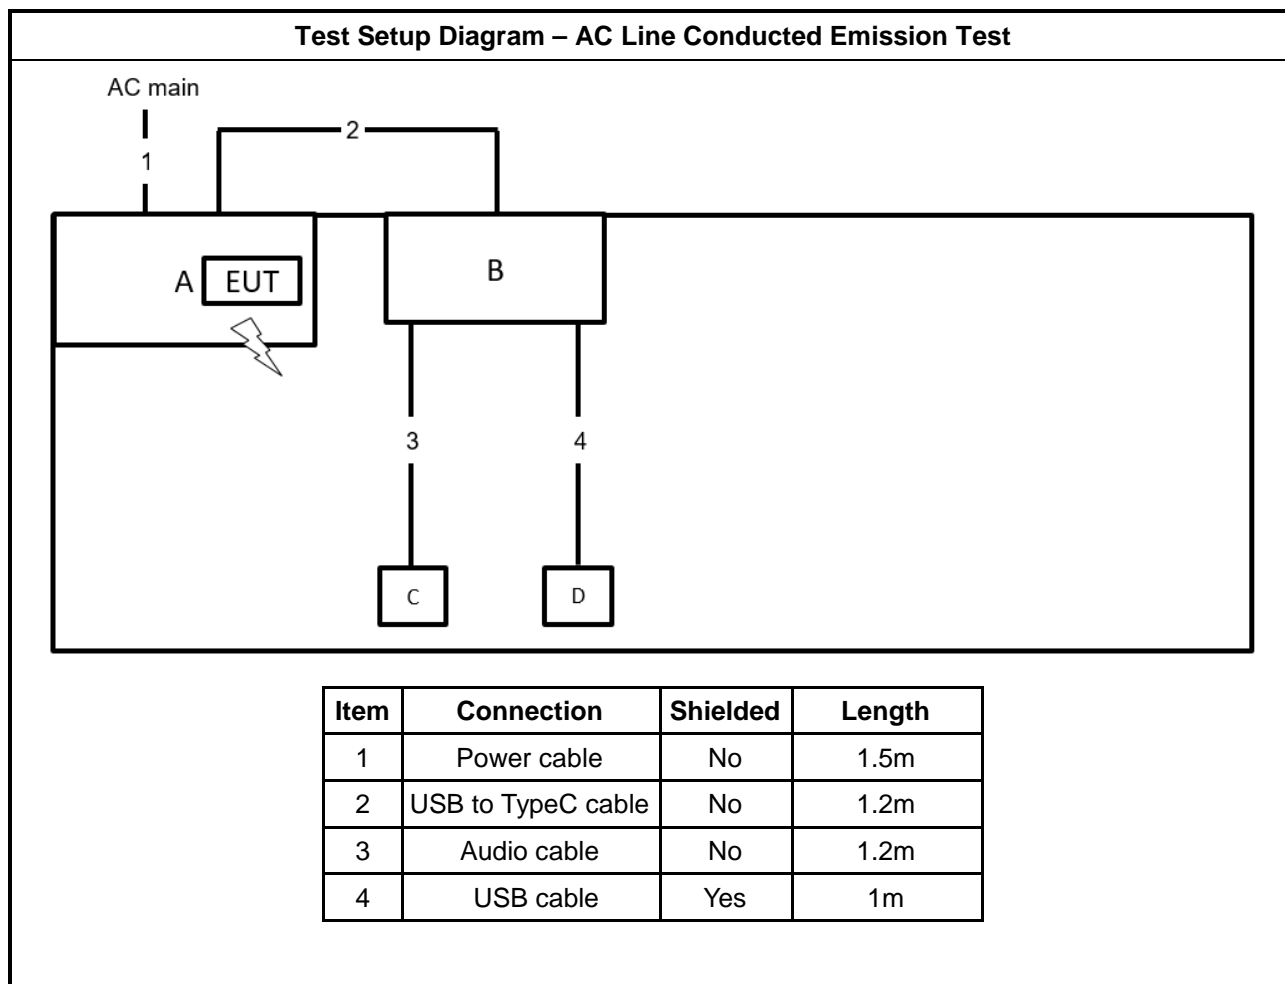 Test Setup Diagram – AC Line Conducted Emission Test
AC main
2
1
A EUT
B
3 4
C D
Item Connection Shielded Length
1 Power cable No 1.5m
2 USB to TypeC cable No 1.2m
3 Audio cable No 1.2m
4 USB cable Yes 1m